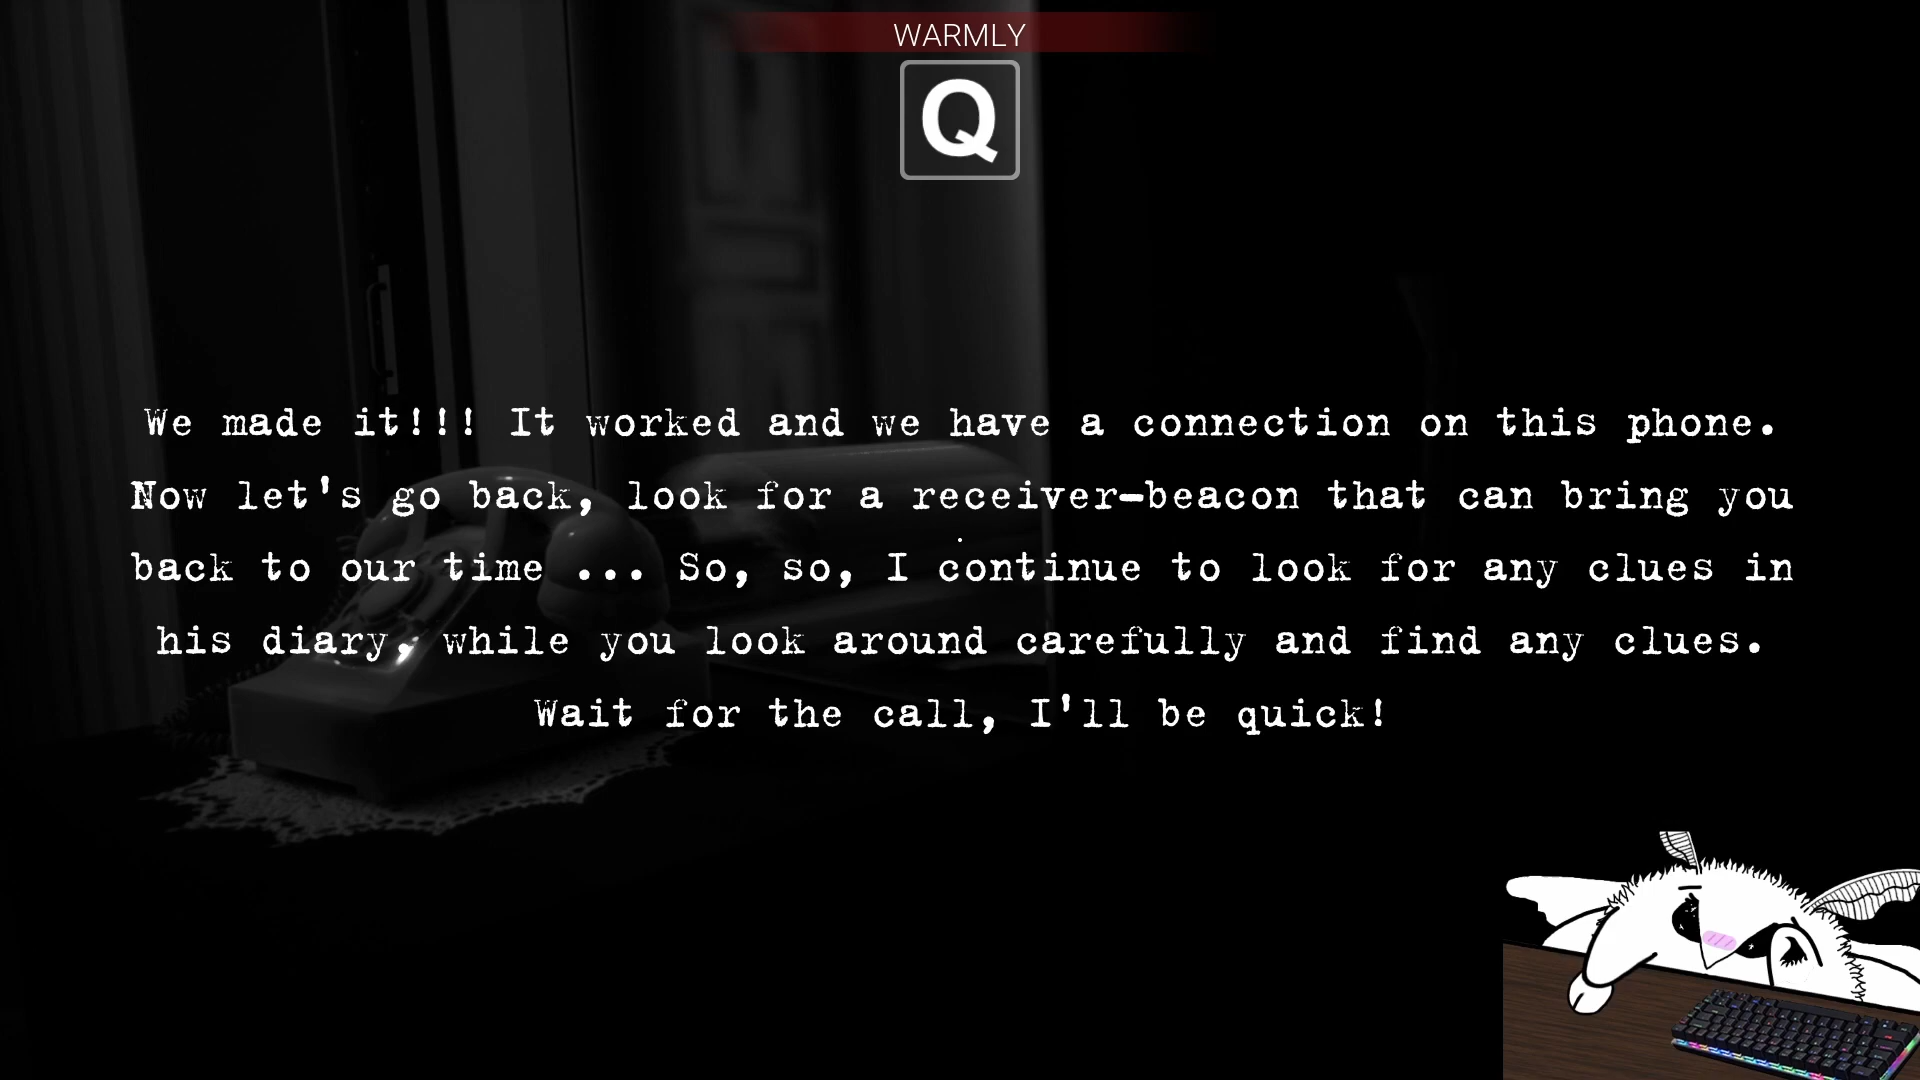 WARMLY
Q
We made it!!! It worked and we have a connection on this phone.
Now let's go back, look for a receiver-beacon that can bring you
back to our time ... So, so, I continue to look for any clues in
his diary, while you look around carefully and find any clues.
Wait for the call, I'll be quick!